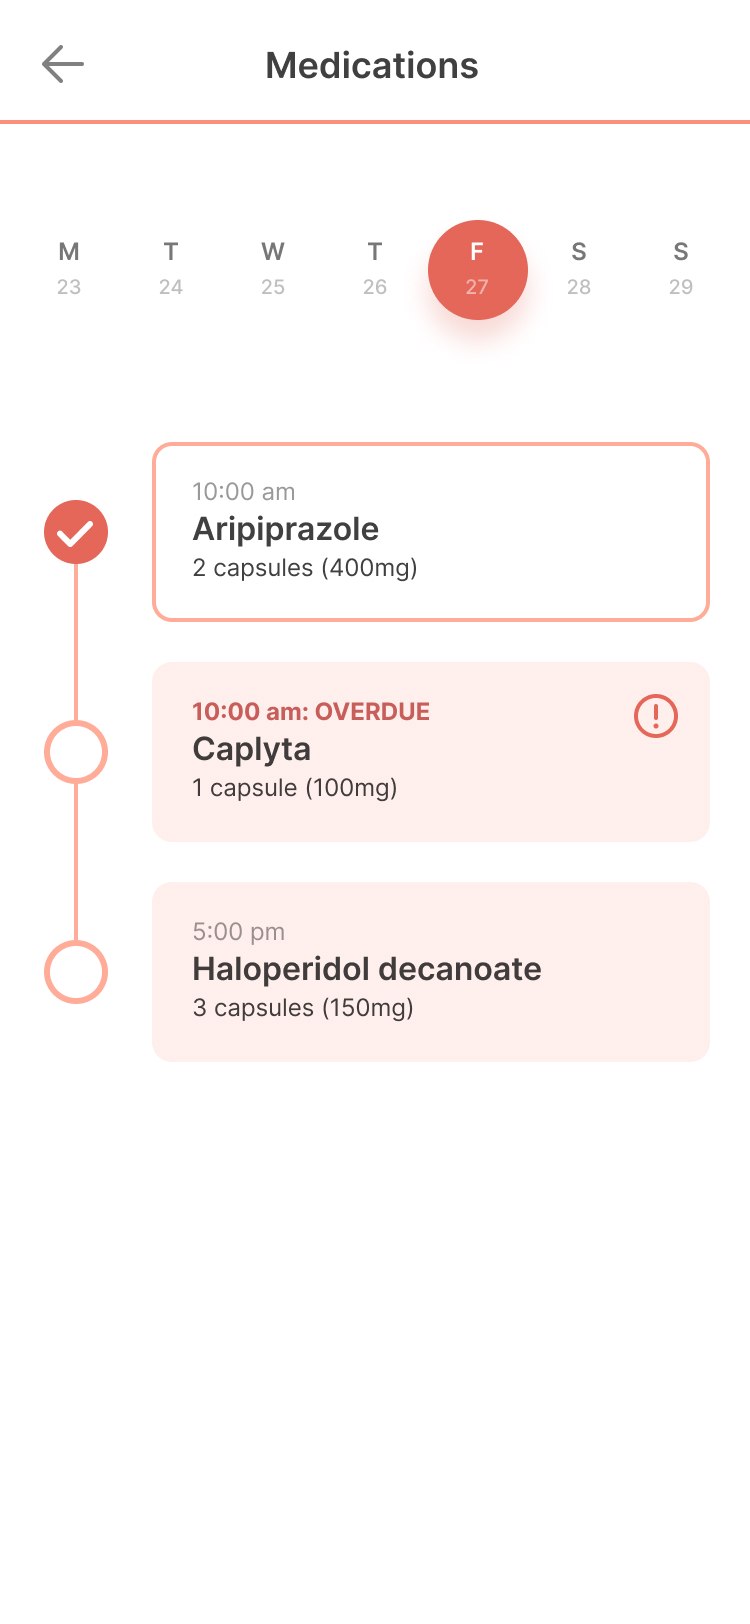 Medications
M T W T F S S
23 24 25 26 27 28 29
10:00 am
Aripiprazole
2 capsules (400mg)
10:00 am: OVERDUE
Caplyta
1 capsule (100mg)
5:00 pm
Haloperidol decanoate
3 capsules (150mg)